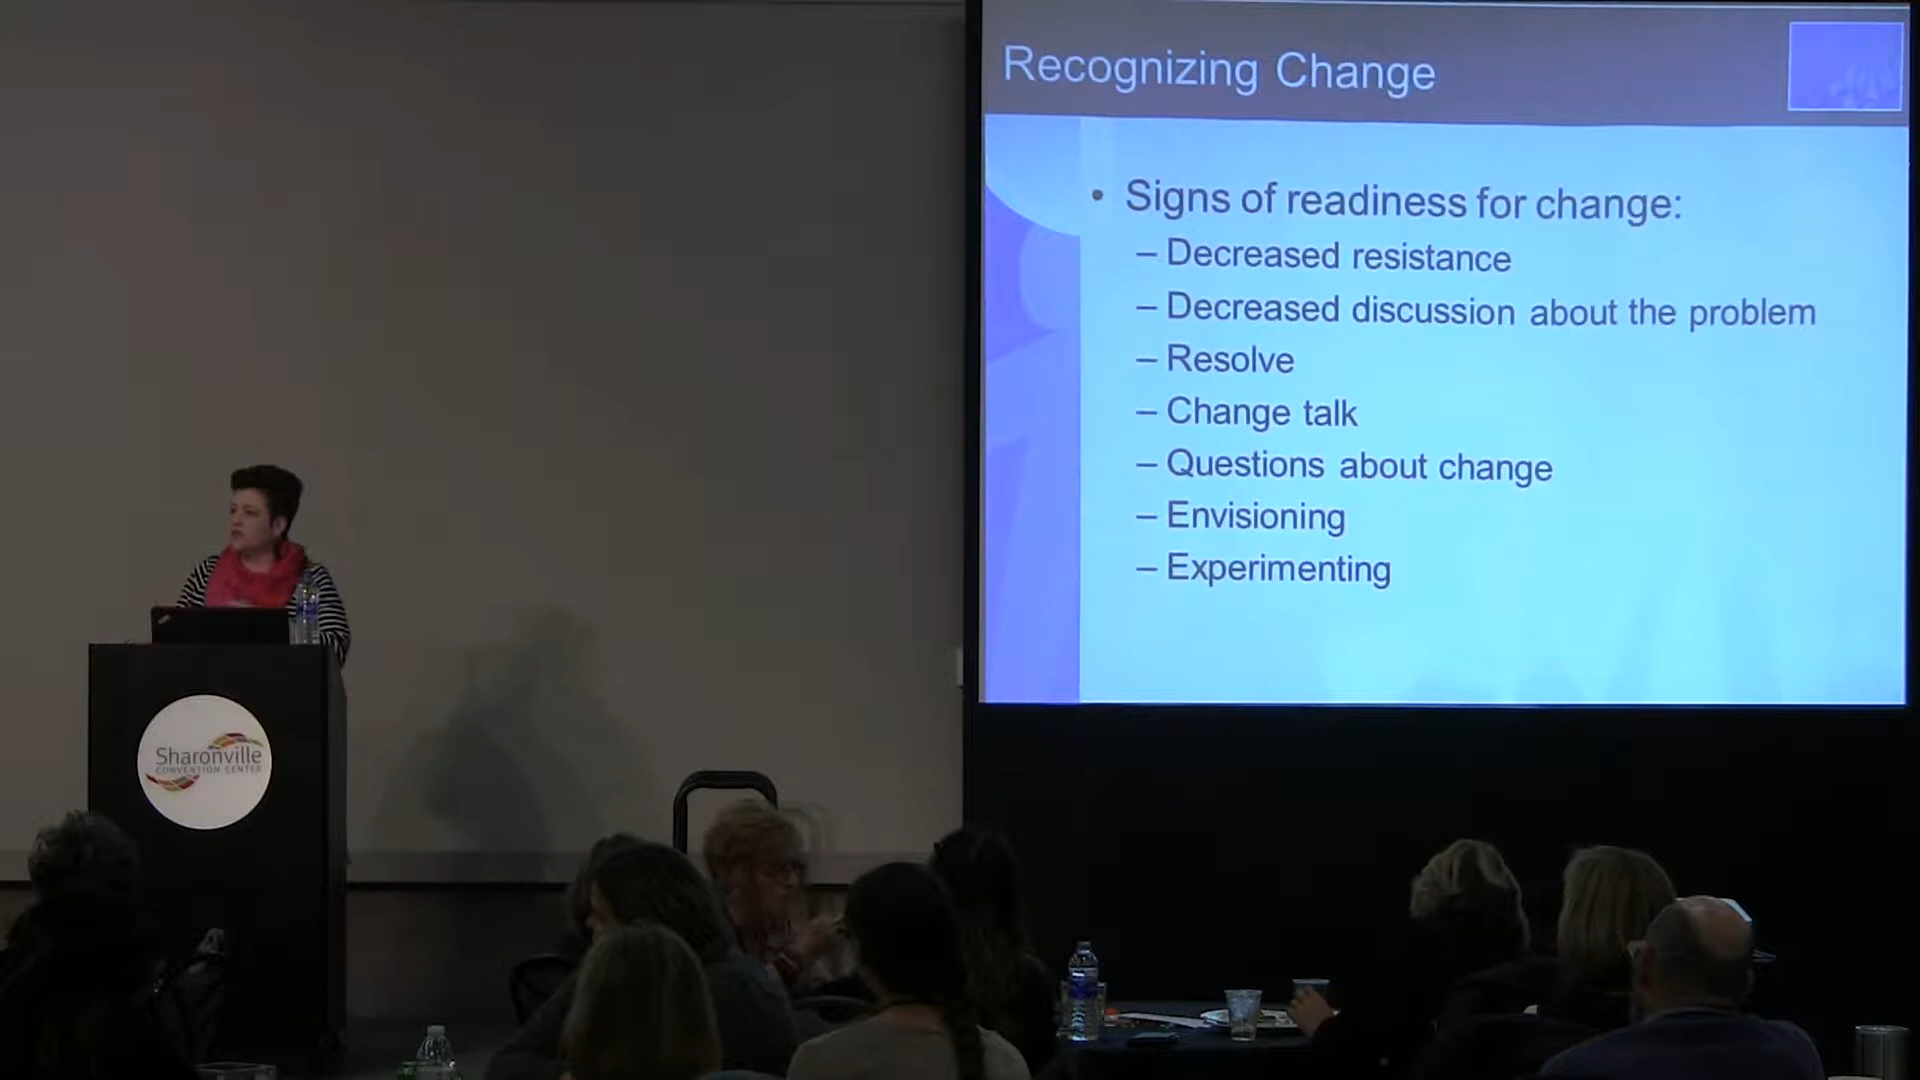 Recognizing Change
• Signs of readiness for change:
– Decreased resistance
– Decreased discussion about the problem
– Resolve
– Change talk
– Questions about change
– Envisioning
– Experimenting
Sharonville
CONVENTION CENTER